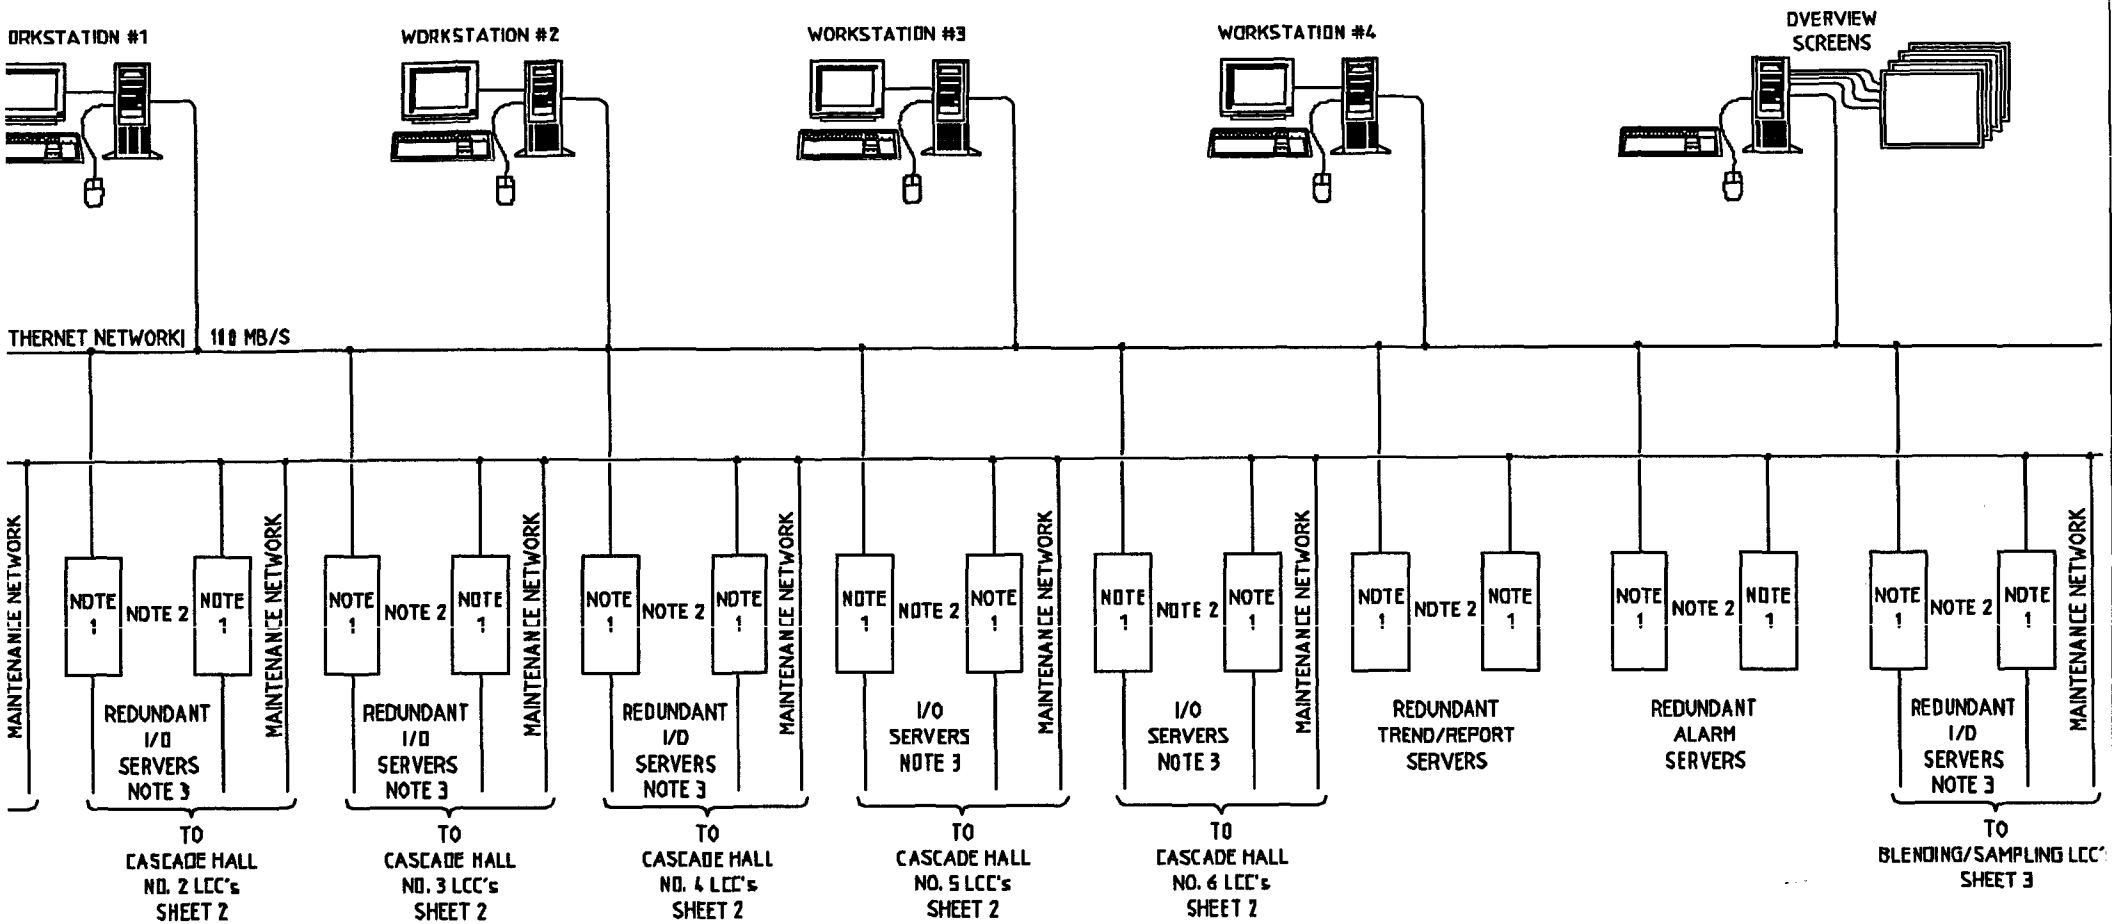 ORKSTATION #1
WORKSTATION #2
WORKSTATION #3
WORKSTATION #4
OVERVIEW
SCREENS
THERNET NETWORK
MB/S
MAINTENANCE NETWORK
NOTE
1
NOTE 2
NOTE
1
REDUNDANT
I/O
SERVERS
NOTE 3
MAINTENANCE NETWORK
TO
CASCADE HALL
NO. 2 LCC's
SHEET 2
NOTE
1
NOTE 2
NOTE
1
REDUNDANT
I/O
SERVERS
NOTE 3
MAINTENANCE NETWORK
TO
CASCADE HALL
NO. 3 LCC's
SHEET 2
NOTE
1
NOTE 2
NOTE
1
REDUNDANT
I/O
SERVERS
NOTE 3
MAINTENANCE NETWORK
TO
CASCADE HALL
NO. 4 LCC's
SHEET 2
NOTE
1
NOTE 2
NOTE
1
I/O
SERVERS
NOTE 3
MAINTENANCE NETWORK
TO
CASCADE HALL
NO. 5 LCC's
SHEET 2
NOTE
1
NOTE 2
NOTE
1
I/O
SERVERS
NOTE 3
MAINTENANCE NETWORK
TO
CASCADE HALL
NO. 6 LCC's
SHEET 2
NOTE
1
NOTE 2
NOTE
1
REDUNDANT
TREND/REPORT
SERVERS
NOTE
1
NOTE 2
NOTE
1
REDUNDANT
ALARM
SERVERS
NOTE
1
NOTE 2
NOTE
1
REDUNDANT
I/O
SERVERS
NOTE 3
MAINTENANCE NETWORK
TO
BLENDING/SAMPLING LCC'
SHEET 3